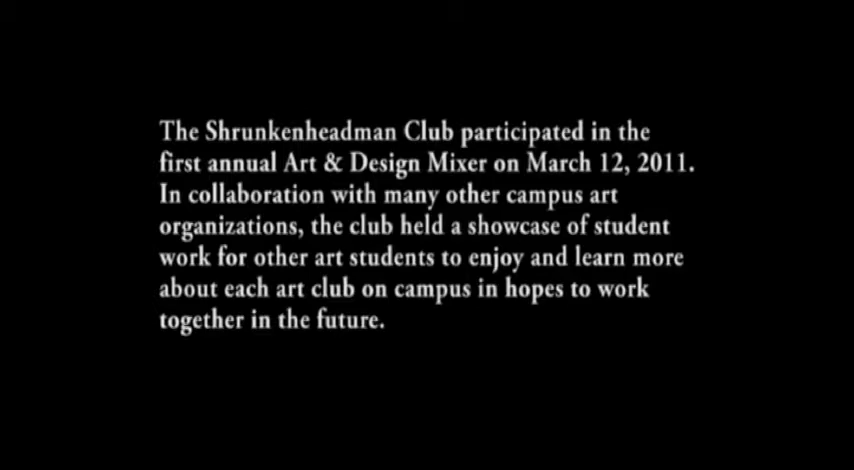 The Shrunkenheadman Club participated in the
first annual Art & Design Mixer on March 12, 2011.
In collaboration with many other campus art
organizations, the club held a showcase of student
work for other art students to enjoy and learn more
about each art club on campus in hopes to work
together in the future.